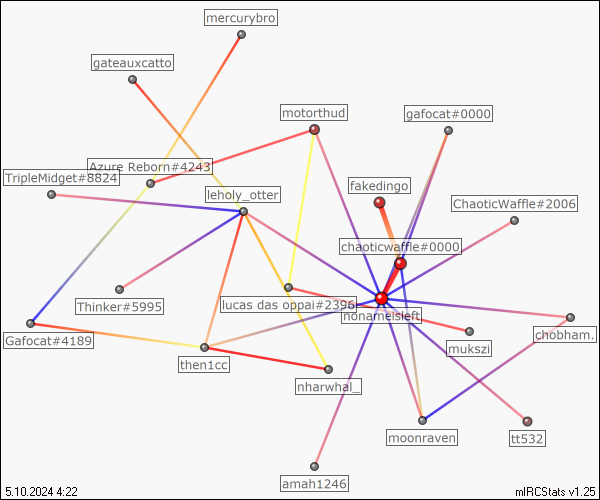 mercurybro
gateauxcatto
motorthud
gafocat#0000
Azure Reborn#4243
TripleMidget#8824
fakedingo
leholy_otter
ChaoticWaffle#2006
chaoticwaffle#0000
Thinker#5995
lucas das oppai#2396
nonameisleft
Gafocat#4189
chobham.
mukszi
then1cc
nharwhal_
moonraven
tt532
amah1246
5.10.2024 4:22
mIRCStats v1.25